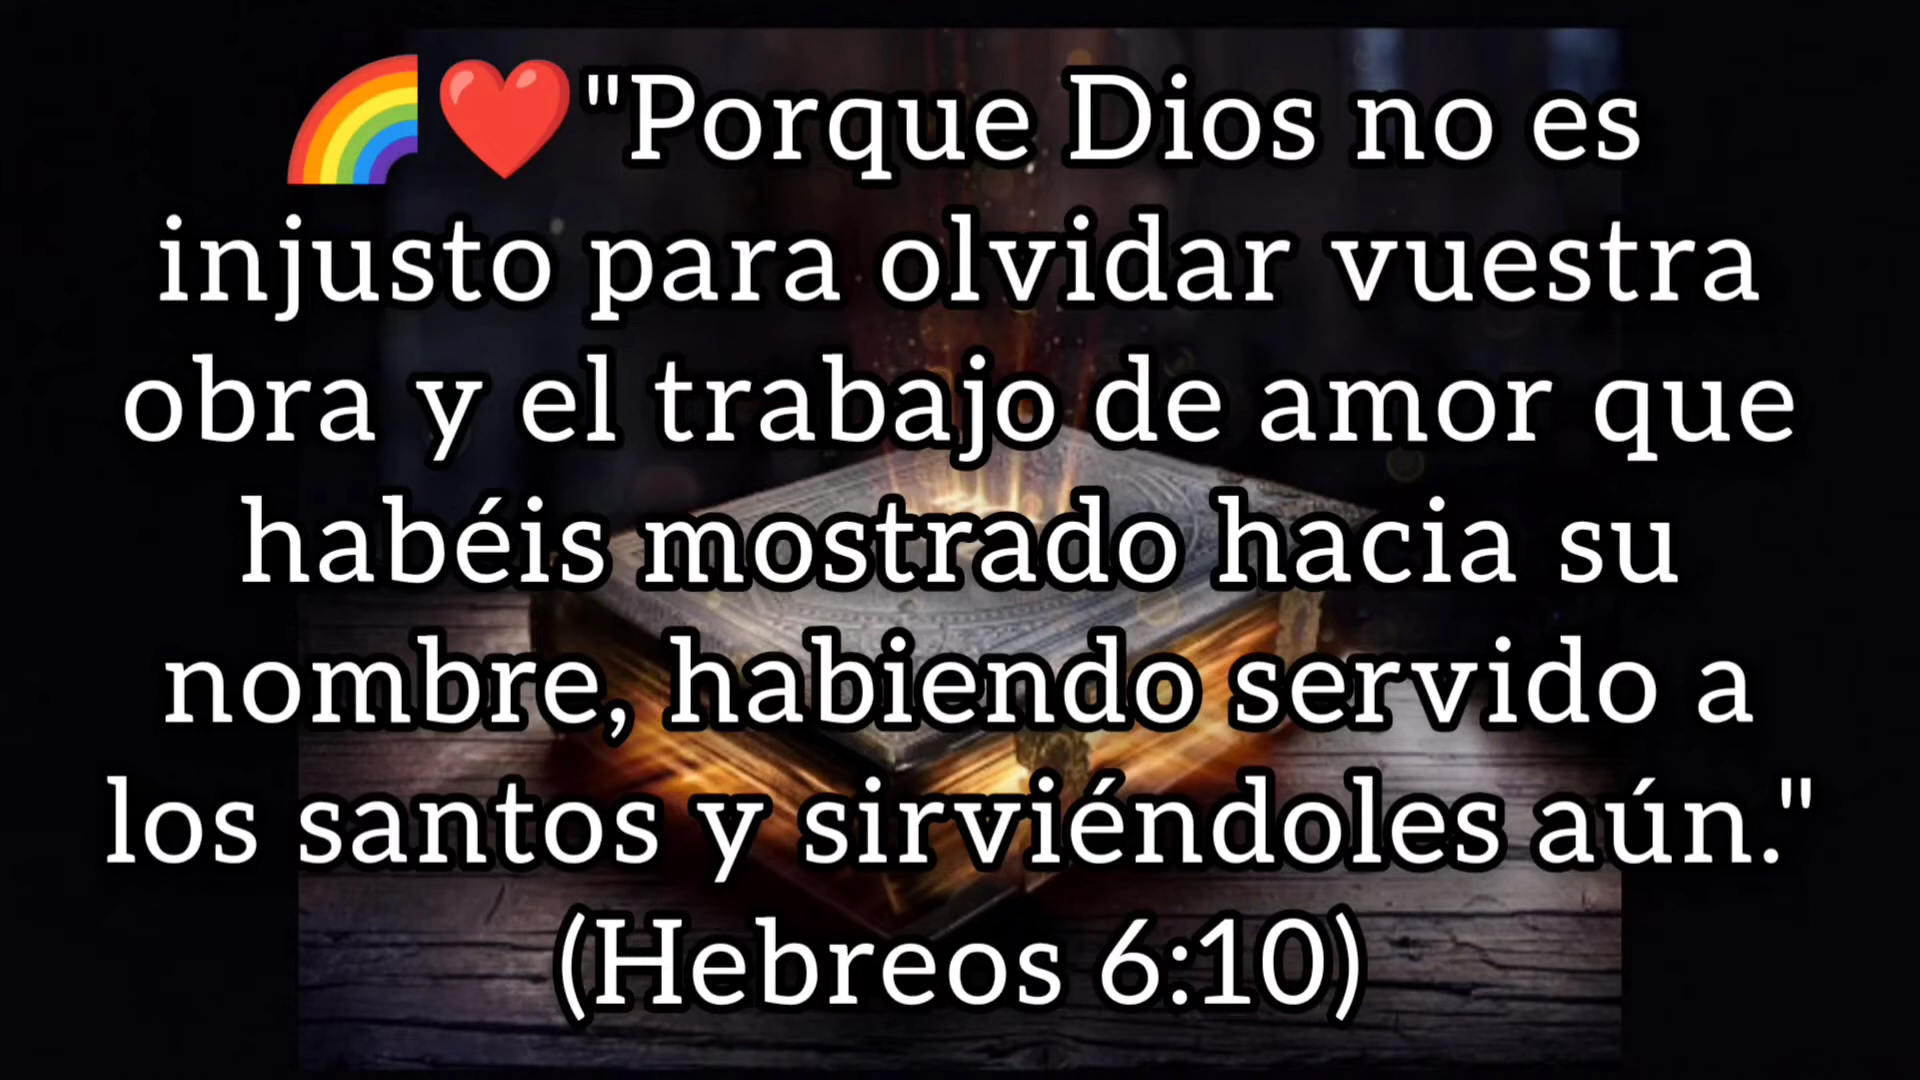 🌈❤️"Porque Dios no es
injusto para olvidar vuestra
obra y el trabajo de amor que
habéis mostrado hacia su
nombre, habiendo servido a
los santos y sirviéndoles aún."
(Hebreos 6:10)